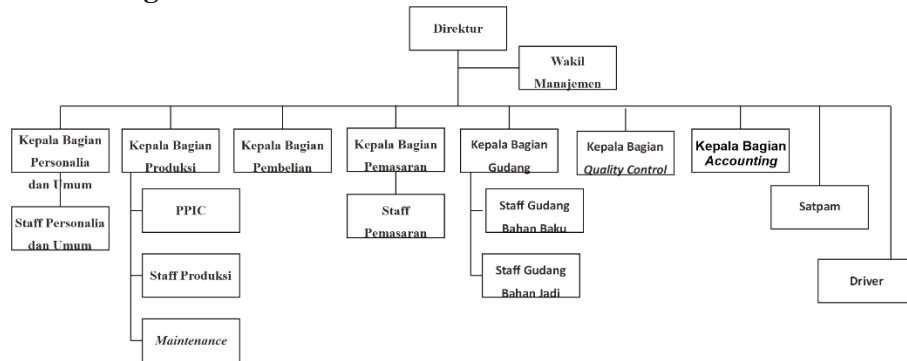 Direktur
Wakil
Manajemen
Kepala Bagian
Personalia
dan Umum
Kepala Bagian
Produksi
Kepala Bagian
Pembelian
Kepala Bagian
Pemasaran
Kepala Bagian
Gudang
Kepala Bagian
Quality Control
Kepala Bagian
Accounting
Staff Personalia
dan Umum
PPIC
Staff
Pemasaran
Staff Gudang
Bahan Baku
Satpam
Staff Produksi
Staff Gudang
Bahan Jadi
Driver
Maintenance